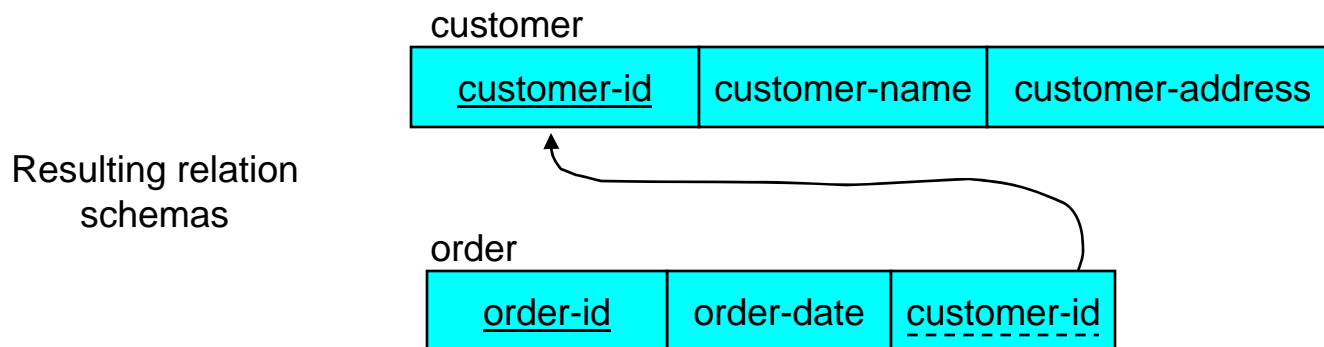 customer
customer-id customer-name customer-address
Resulting relation
schemas
order
order-id order-date customer-id